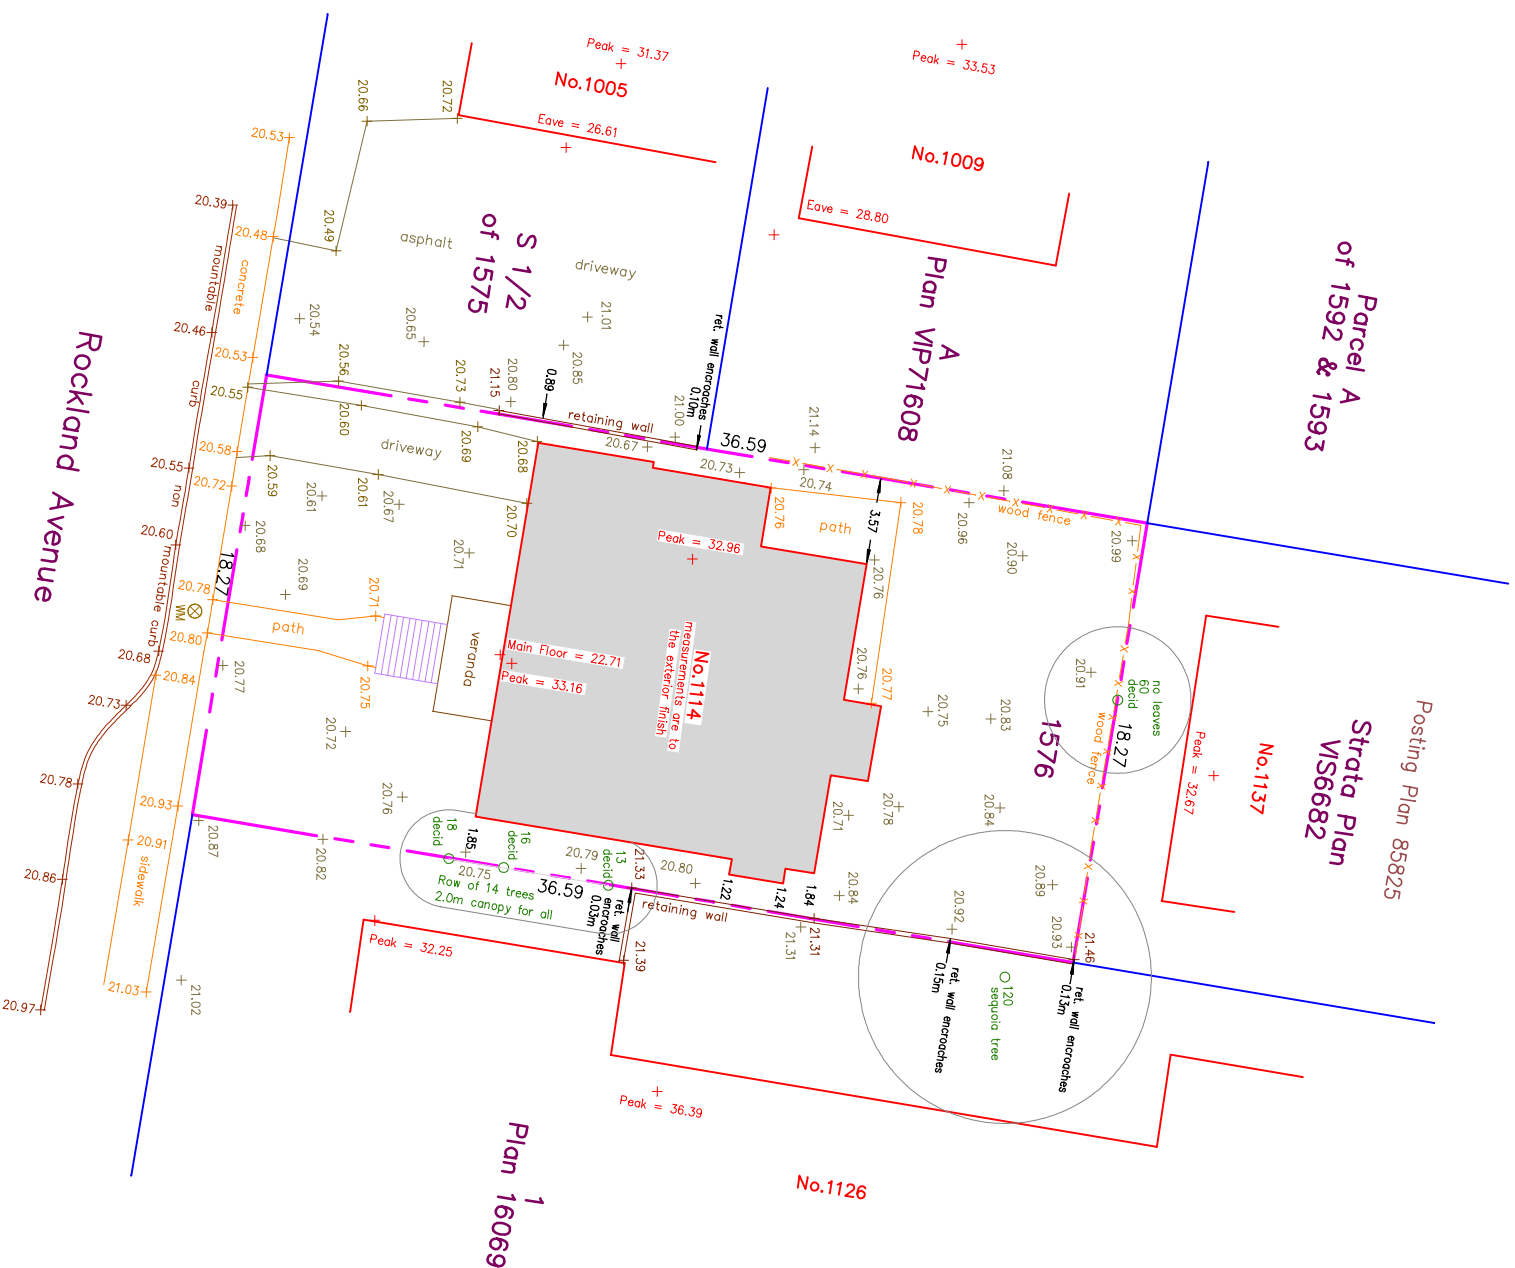 Peak = 31.37
No.1005
Eave = 26.61
Peak = 33.53
No.1009
Eave = 28.80
20.66
20.72
20.53
20.39
20.48
20.49
mountable
concrete
asphalt
driveway
S 1/2
of 1575
A
Plan VIP71608
Parcel A
of 1592 & 1593
20.54
20.65
21.01
20.85
20.46
20.53
20.56
20.73
21.15
20.80
0.89
ret. wall encroaches
0.10m
21.00
21.14
21.08
curb
20.55
20.60
driveway
20.69
20.68
retaining wall
20.67
36.59
20.73
20.74
20.58
20.55
20.72
20.59
20.61
20.61
20.67
20.70
20.76
path
20.78
3.57
20.96
wood fence
20.90
20.99
Rockland Avenue
non
20.60
mountable curb
20.68
20.71
Peak = 32.96
20.76
18.27
20.69
20.78
20.71
WM
path
20.80
20.68
20.84
20.77
20.75
veranda
Main Floor = 22.71
Peak = 33.16
No.1114
measurements are to
the exterior finish
20.76
20.77
20.75
20.83
20.91
no leaves
60
decid
18.27
wood fence
1576
Peak = 32.67
No.1137
Strata Plan
VIS6682
Posting Plan 85825
20.73
20.72
20.78
20.76
20.93
20.91
20.87
20.82
20.86
sidewalk
21.03
20.97
21.02
18
decid
1.85
16
decid
20.75
20.79
13
decid
21.33
20.80
Row of 14 trees
2.0m canopy for all
36.59
ret. wall
encroaches
0.03m
retaining wall
21.39
1.22
1.24
1.84
20.71
20.78
20.84
20.84
21.31
21.31
20.92
20.89
20.93
21.46
ret. wall encroaches
0.15m
120
sequoia tree
ret. wall encroaches
0.13m
Peak = 32.25
Peak = 36.39
No.1126
1
Plan 16069